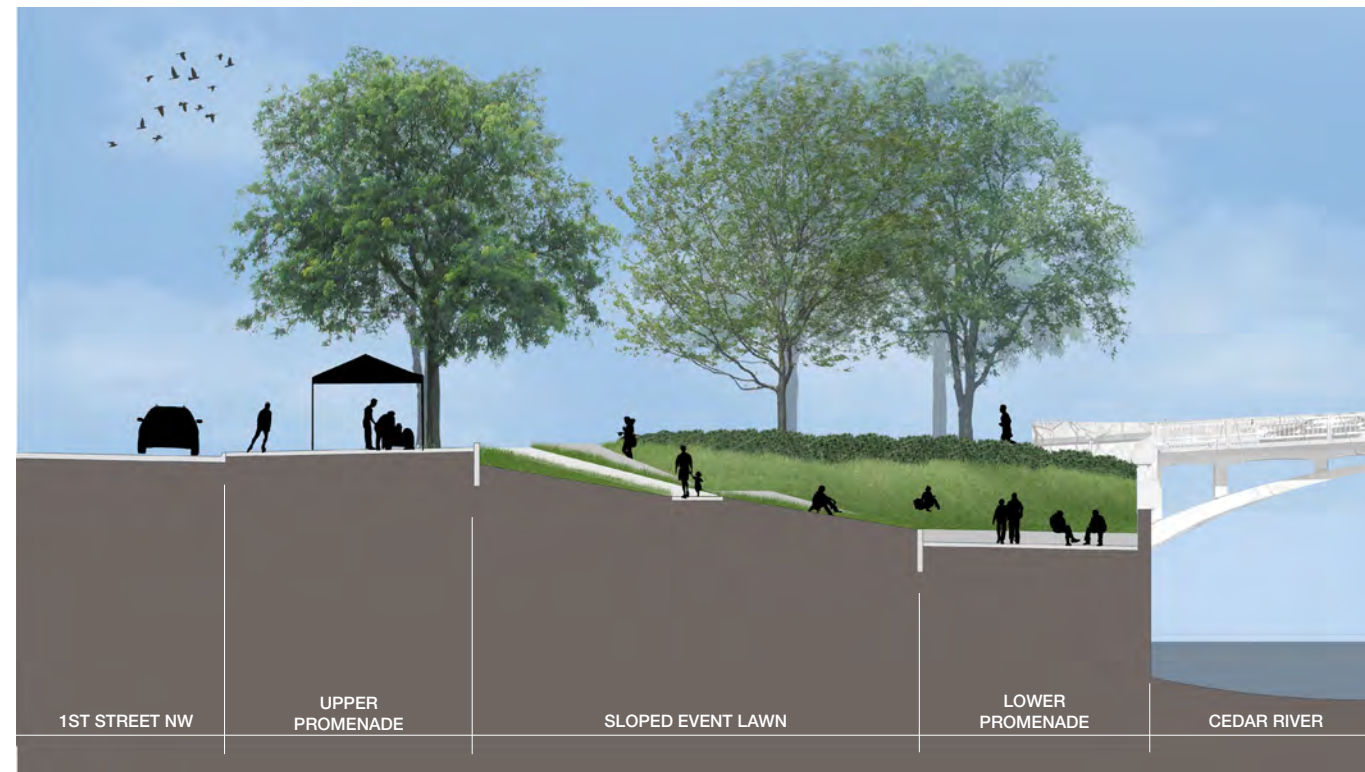 1ST STREET NW
UPPER
PROMENADE
SLOPED EVENT LAWN
LOWER
PROMENADE
CEDAR RIVER